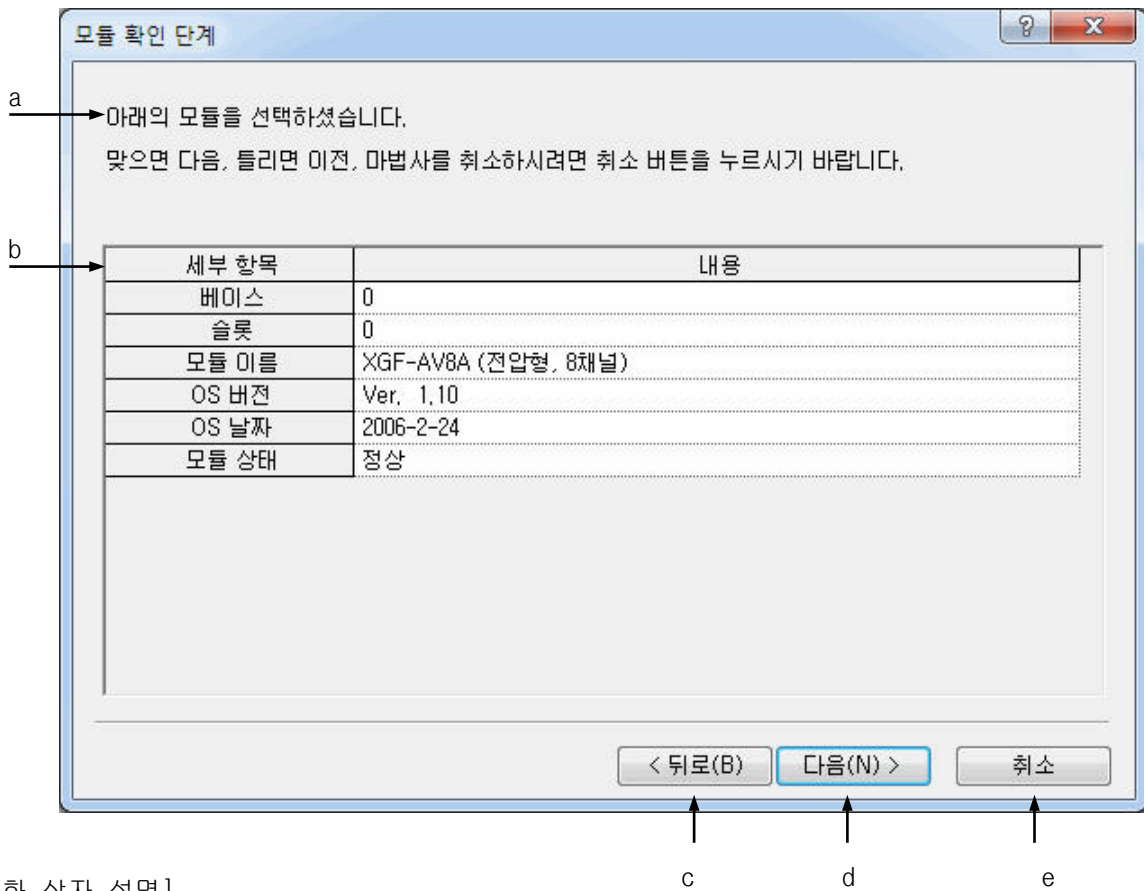 모듈 확인 단계
a
아래의 모듈을 선택하셨습니다.
맞으면 다음, 틀리면 이전, 마법사를 취소하시려면 취소 버튼을 누르시기 바랍니다.
b
세부 항목 내용
베이스 0
슬롯 0
모듈 이름 XGF-AV8A (전압형, 8채널)
OS 버전 Ver. 1.10
OS 날짜 2006-2-24
모듈 상태 정상
< 뒤로(B) 다음(N) > 취소
c d e
상자 설명]